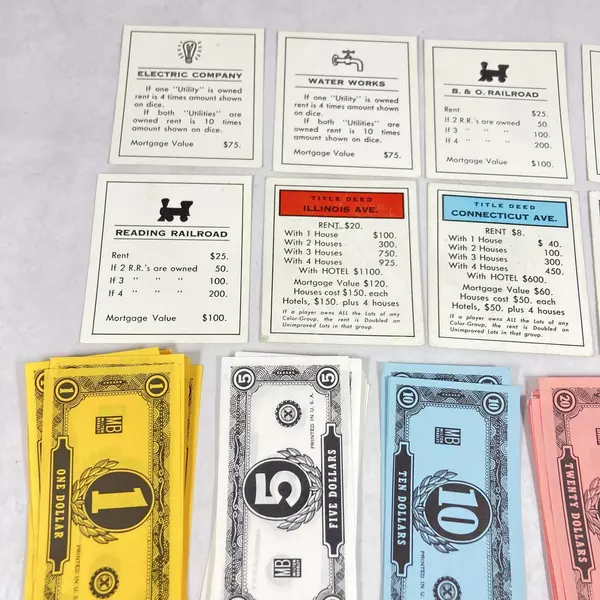 ELECTRIC COMPANY
If one "Utility" is owned
rent is 4 times amount shown
on dice.
If both "Utilities" are
owned rent is 10 times
amount shown on dice.
Mortgage Value $75.
WATER WORKS
If one "Utility" is owned
rent is 4 times amount shown
on dice.
If both "Utilities" are
owned rent is 10 times
amount shown on dice.
Mortgage Value $75.
B. & O. RAILROAD
Rent $25.
If 2 R.R.'s are owned 50
If 3 " " " 100.
If 4 " " " 200.
Mortgage Value $100.
READING RAILROAD
Rent $25.
If 2 R.R.'s are owned 50.
If 3 " " " 100.
If 4 " " " 200.
Mortgage Value $100.
TITLE DEED
ILLINOIS AVE.
RENT $20.
With 1 House $100.
With 2 Houses 300.
With 3 Houses 750.
With 4 Houses 925.
With HOTEL $1100.
Mortgage Value $120.
Houses cost $150. each
Hotels, $150. plus 4 houses
If a player owns ALL the Lots of any
Color-Group, the rent is Doubled on
Unimproved Lots in that group.
TITLE DEED
CONNECTICUT AVE.
RENT $8.
With 1 House $ 40.
With 2 Houses 100.
With 3 Houses 300.
With 4 Houses 450.
With HOTEL $600.
Mortgage Value $60.
Houses cost $50. each
Hotels, $50. plus 4 houses
If a player owns ALL the Lots of any
Color-Group, the rent is Doubled on
Unimproved Lots in that group.
1
1
MB
ONE DOLLAR
1
PRINTED IN U.S.A.
5
5
PRINTED IN U.S.A.
FIVE DOLLARS
5
MB
10
10
MB
TEN DOLLARS
10
PRINTED IN
20
TWENTY DOLLARS